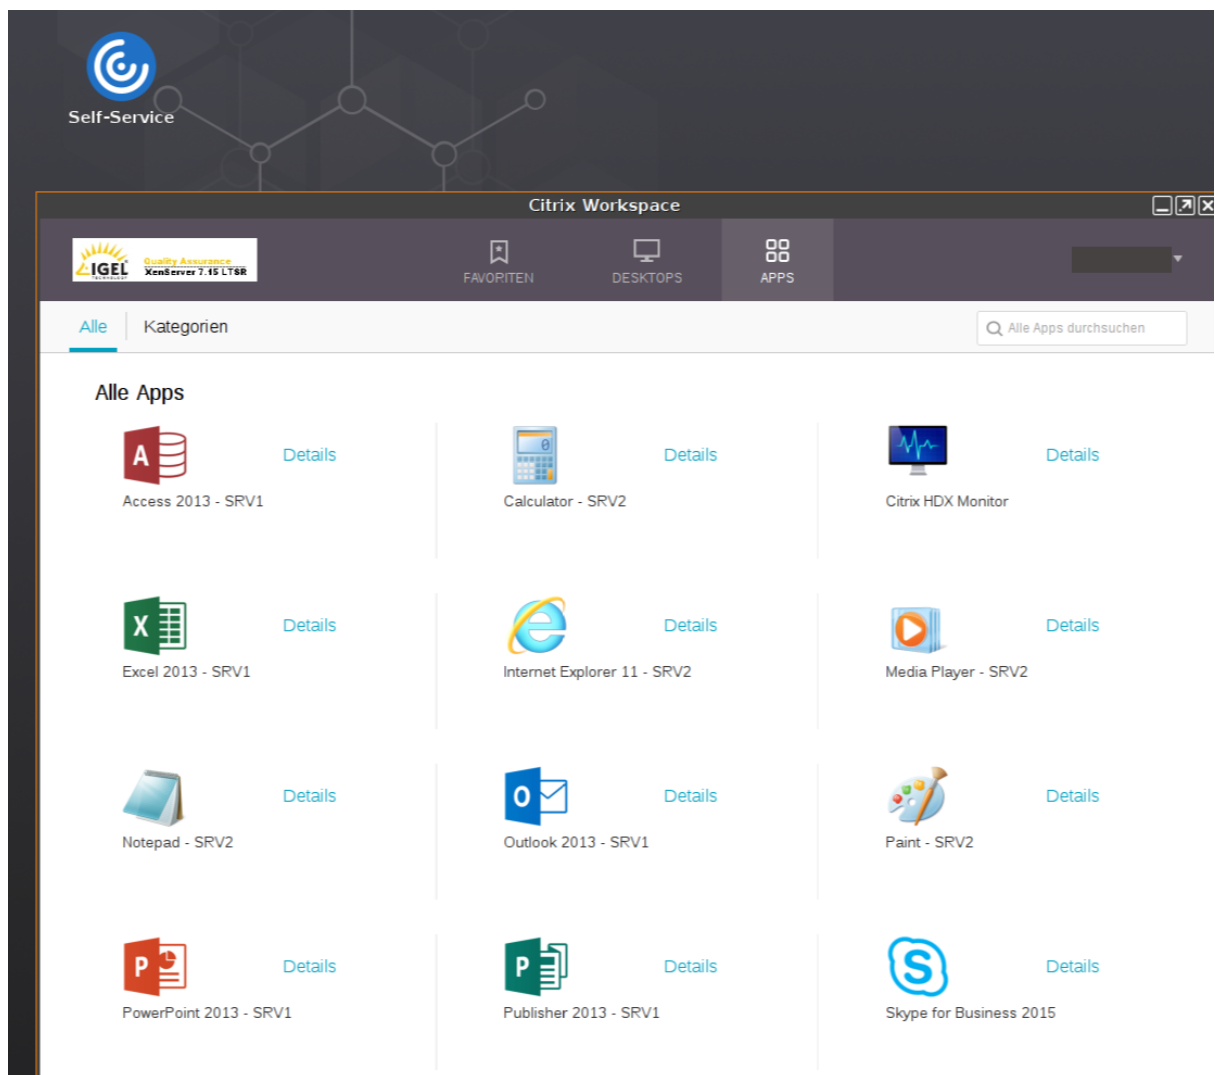 Self-Service
Citrix Workspace
IGEL
TECHNOLOGY
Quality Assurance
XenServer 7.15 LTSR
FAVORITEN
DESKTOPS
APPS
Alle
Kategorien
Alle Apps durchsuchen
Alle Apps
Details
Details
Details
Access 2013 - SRV1
Calculator - SRV2
Citrix HDX Monitor
Details
Details
Details
Excel 2013 - SRV1
Internet Explorer 11 - SRV2
Media Player - SRV2
Details
Details
Details
Notepad - SRV2
Outlook 2013 - SRV1
Paint - SRV2
Details
Details
Details
PowerPoint 2013 - SRV1
Publisher 2013 - SRV1
Skype for Business 2015